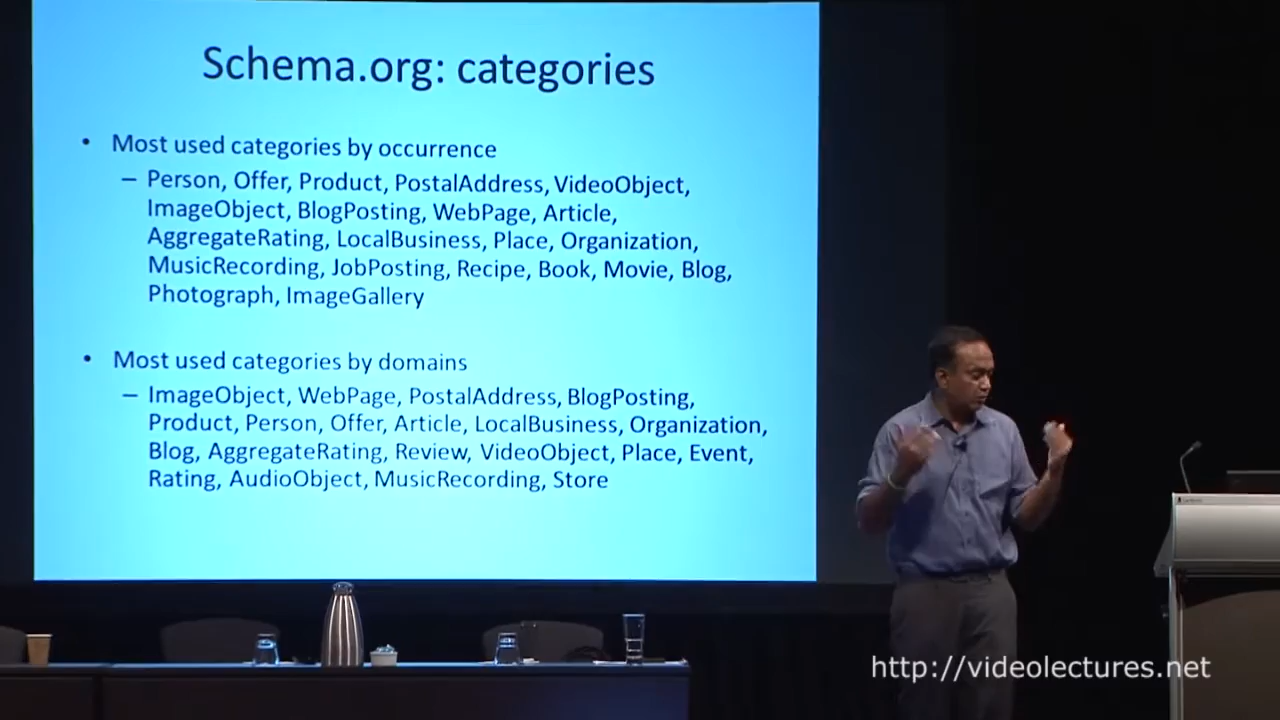 Schema.org: categories
• Most used categories by occurrence
– Person, Offer, Product, PostalAddress, VideoObject,
ImageObject, BlogPosting, WebPage, Article,
AggregateRating, LocalBusiness, Place, Organization,
MusicRecording, JobPosting, Recipe, Book, Movie, Blog,
Photograph, ImageGallery
• Most used categories by domains
– ImageObject, WebPage, PostalAddress, BlogPosting,
Product, Person, Offer, Article, LocalBusiness, Organization,
Blog, AggregateRating, Review, VideoObject, Place, Event,
Rating, AudioObject, MusicRecording, Store
http://videolectures.net